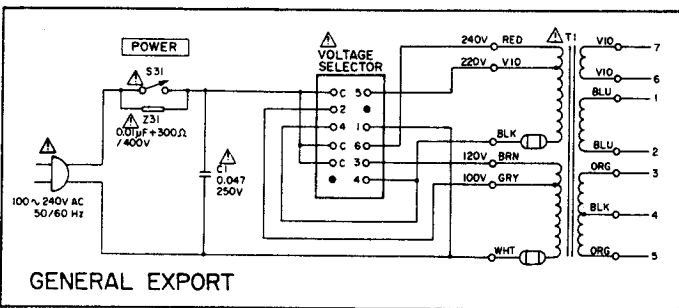 POWER
S31
Z31
0.01µF+300Ω
/400V
100~240V AC
50/60 Hz
C1
0.047
250V
VOLTAGE
SELECTOR
C 5
2
4 1
C 6
C 3
4
240V RED
220V VIO
BLK
120V BRN
100V GRY
WHT
T1
VIO 7
VIO 6
BLU 1
BLU 2
ORG 3
BLK 4
ORG 5
GENERAL EXPORT